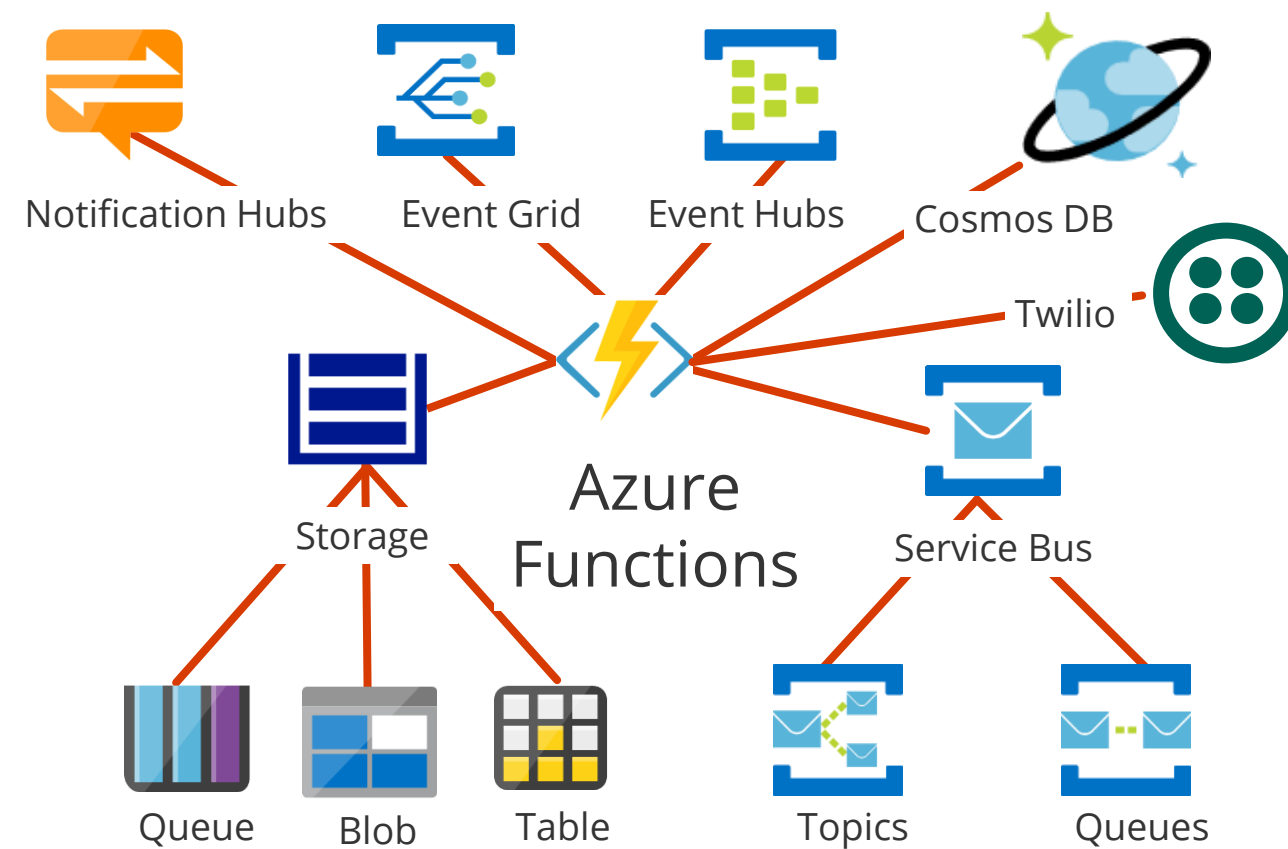 Notification Hubs
Event Grid
Event Hubs
Cosmos DB
Twilio
Azure
Functions
Storage
Service Bus
Queue
Blob
Table
Topics
Queues